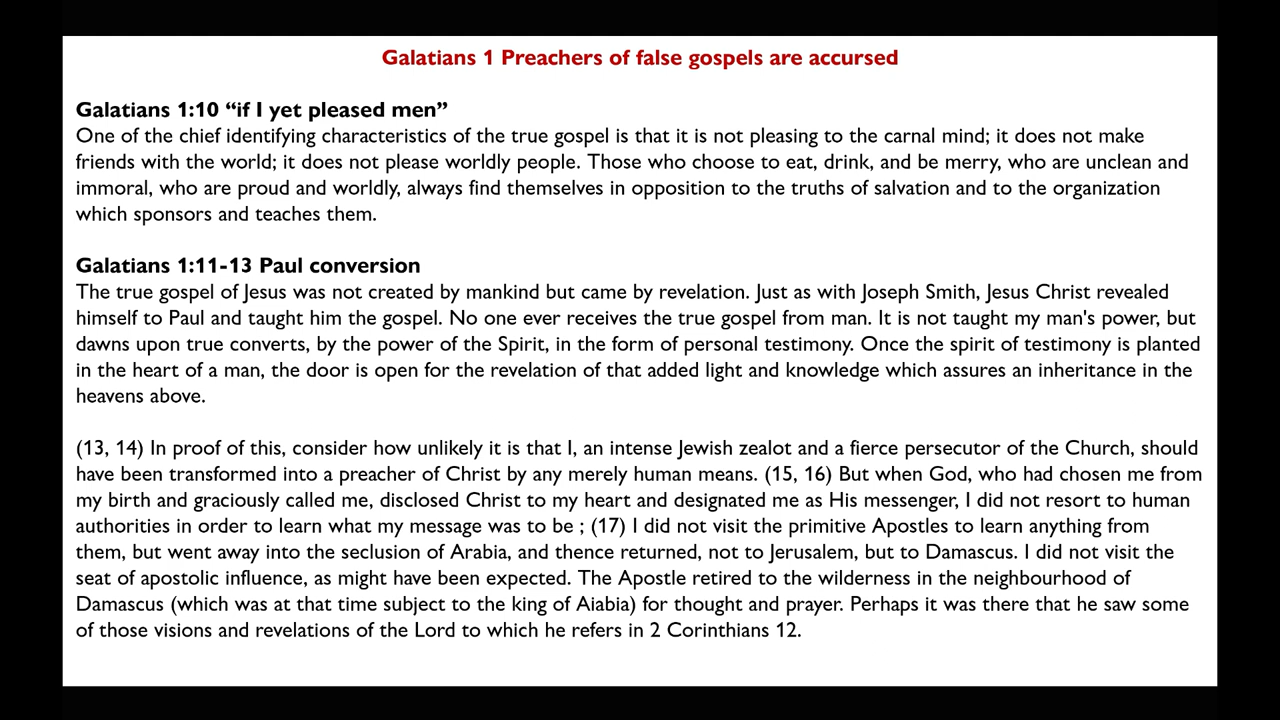 Galatians 1 Preachers of false gospels are accursed
Galatians 1:10 “if I yet pleased men”
One of the chief identifying characteristics of the true gospel is that it is not pleasing to the carnal mind; it does not make
friends with the world; it does not please worldly people. Those who choose to eat, drink, and be merry, who are unclean and
immoral, who are proud and worldly, always find themselves in opposition to the truths of salvation and to the organization
which sponsors and teaches them.
Galatians 1:11-13 Paul conversion
The true gospel of Jesus was not created by mankind but came by revelation. Just as with Joseph Smith, Jesus Christ revealed
himself to Paul and taught him the gospel. No one ever receives the true gospel from man. It is not taught my man's power, but
dawns upon true converts, by the power of the Spirit, in the form of personal testimony. Once the spirit of testimony is planted
in the heart of a man, the door is open for the revelation of that added light and knowledge which assures an inheritance in the
heavens above.
(13, 14) In proof of this, consider how unlikely it is that I, an intense Jewish zealot and a fierce persecutor of the Church, should
have been transformed into a preacher of Christ by any merely human means. (15, 16) But when God, who had chosen me from
my birth and graciously called me, disclosed Christ to my heart and designated me as His messenger, I did not resort to human
authorities in order to learn what my message was to be ; (17) I did not visit the primitive Apostles to learn anything from
them, but went away into the seclusion of Arabia, and thence returned, not to Jerusalem, but to Damascus. I did not visit the
seat of apostolic influence, as might have been expected. The Apostle retired to the wilderness in the neighbourhood of
Damascus (which was at that time subject to the king of Aiabia) for thought and prayer. Perhaps it was there that he saw some
of those visions and revelations of the Lord to which he refers in 2 Corinthians 12.